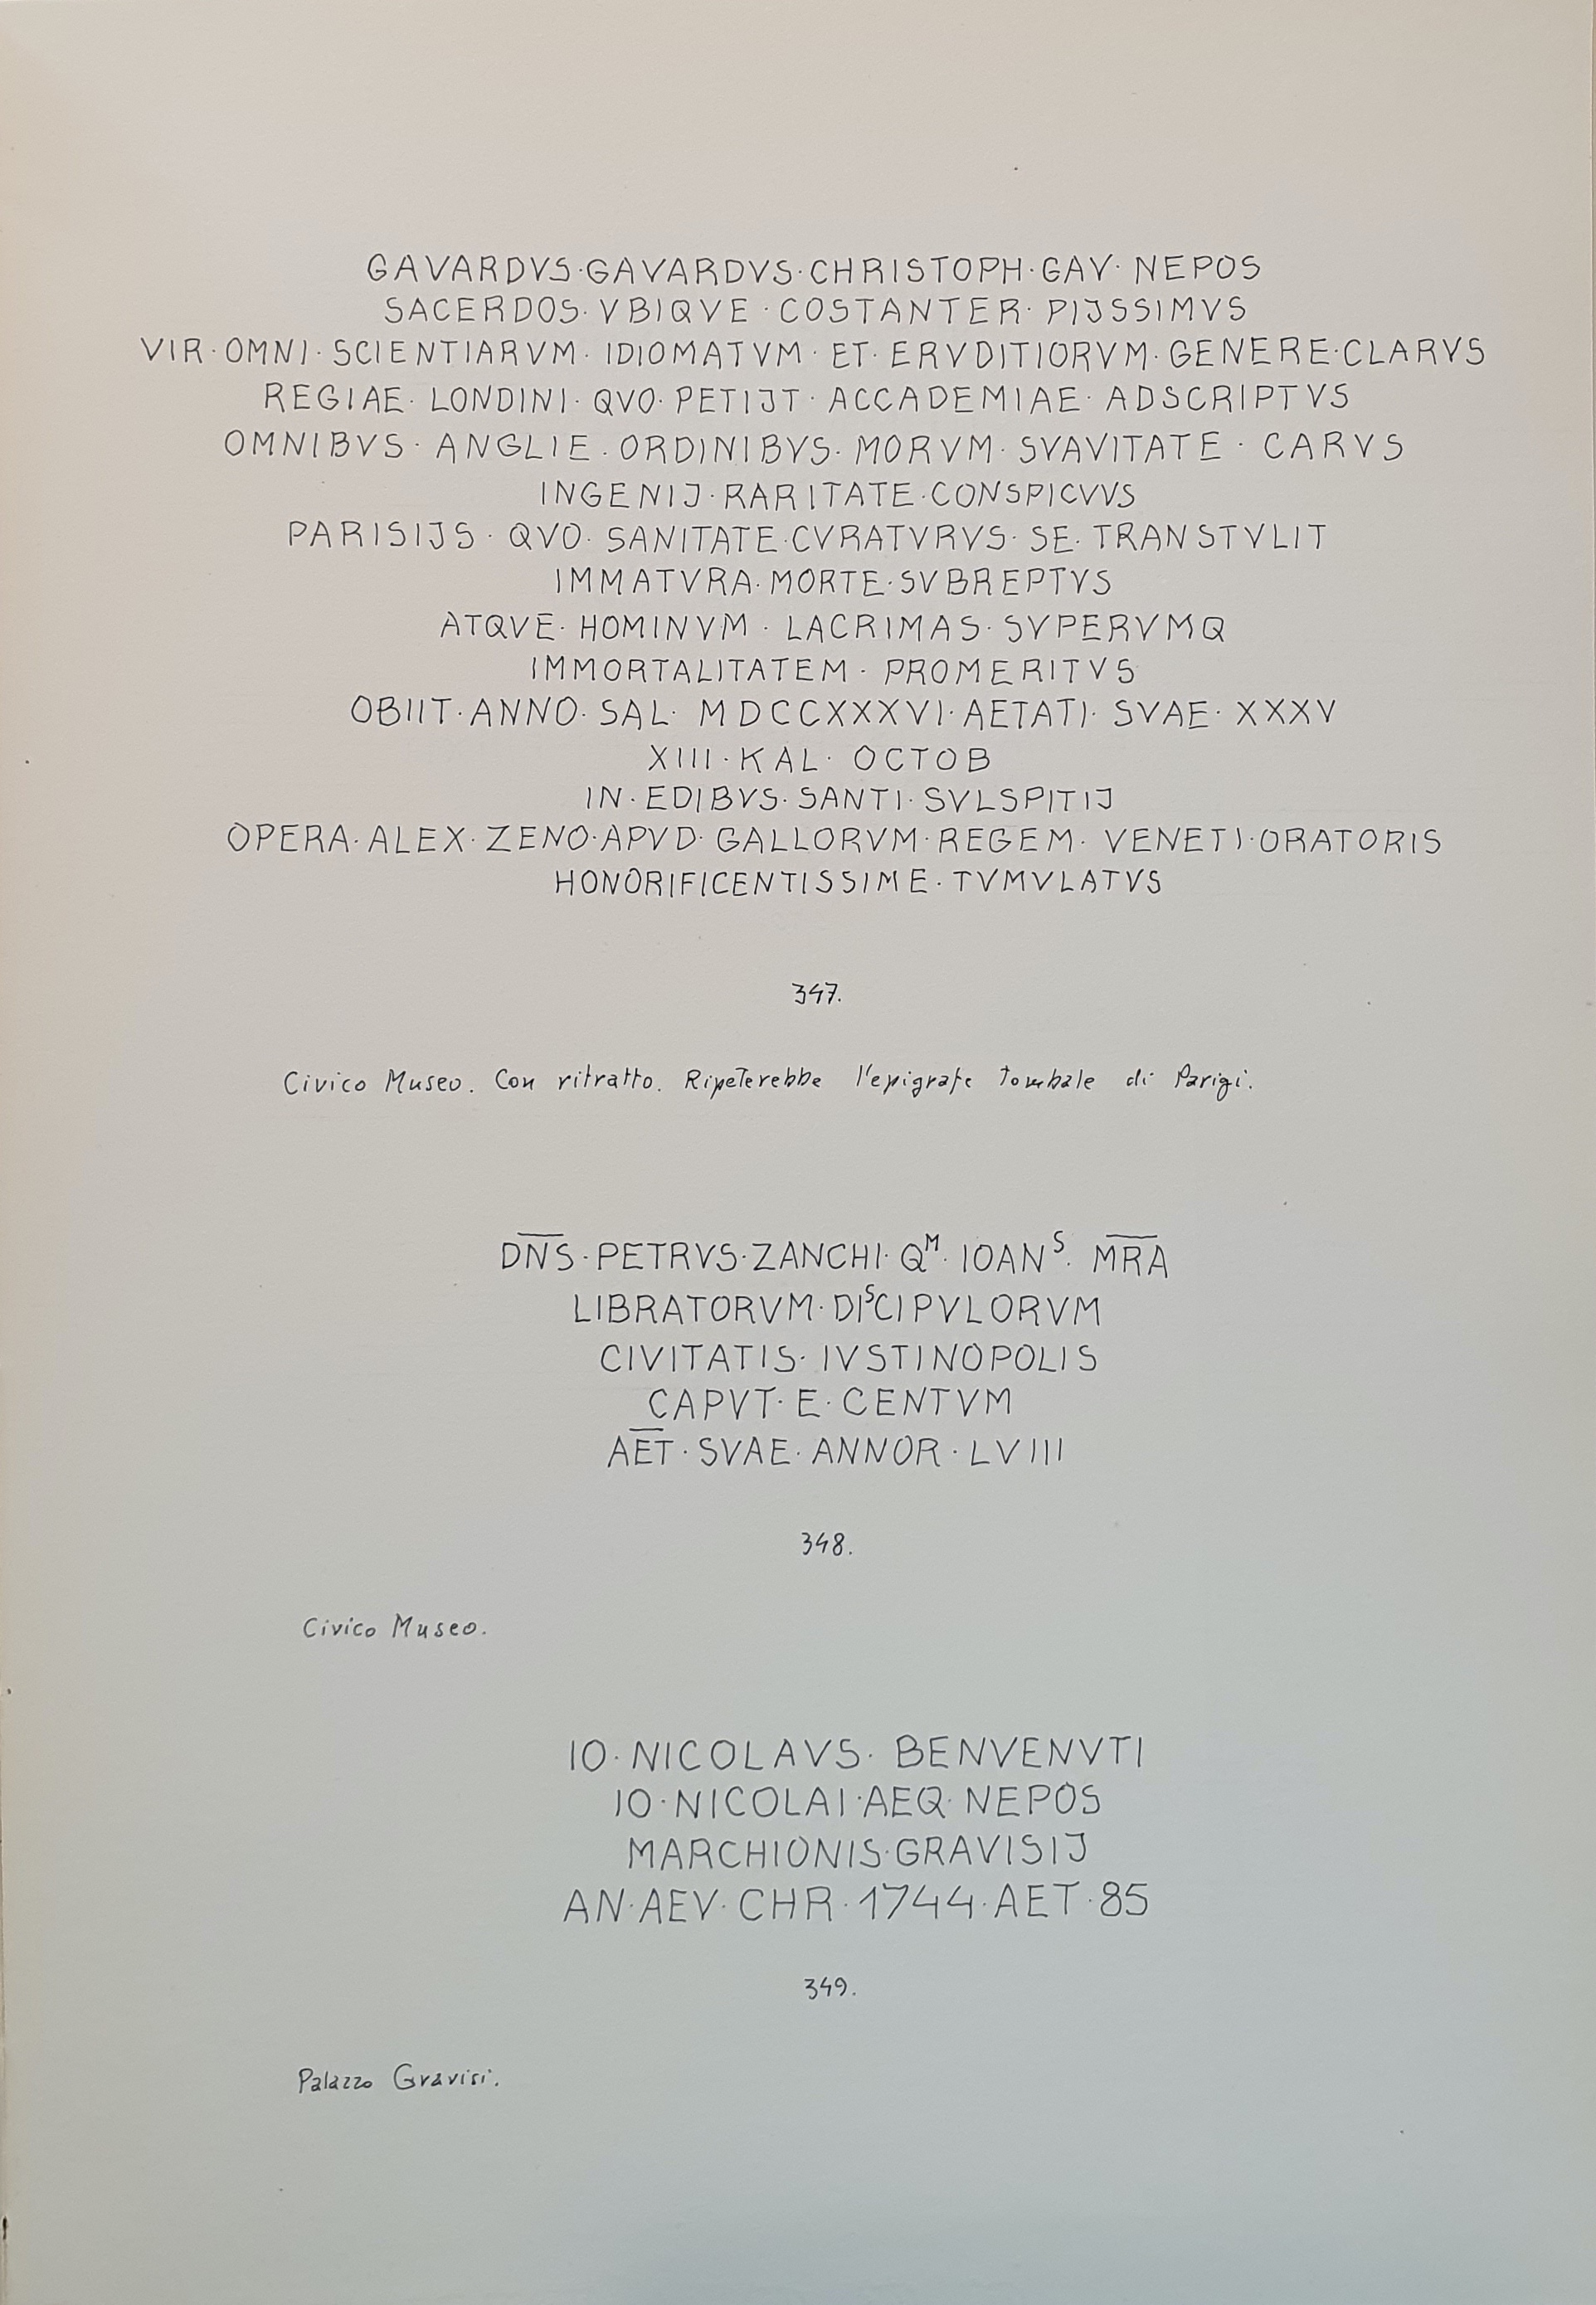 GAVARDVS·GAVARDVS·CHRISTOPH·GAV·NEPOS
SACERDOS·VBIQVE·COSTANTER·PIJSSIMVS
VIR·OMNI·SCIENTIARVM·IDIOMATVM·ET·ERVDITIORVM·GENERE·CLARVS
REGIAE·LONDINI·QVO·PETIJT·ACCADEMIAE·ADSCRIPTVS
OMNIBVS·ANGLIE·ORDINIBVS·MORVM·SVAVITATE·CARVS
INGENIJ·RARITATE·CONSPICVVS
PARISIJS·QVO·SANITATE·CVRATVRVS·SE·TRANSTVLIT
IMMATVRA·MORTE·SVBREPTVS
ATQVE·HOMINVM·LACRIMAS·SVPERVMQ
IMMORTALITATEM·PROMERITVS
OBIIT·ANNO·SAL·MDCCXXXVI·AETATI·SVAE·XXXV
XIII·KAL·OCTOB
IN·EDIBVS·SANTI·SVLSPITIJ
OPERA·ALEX·ZENO·APVD·GALLORVM·REGEM·VENETI·ORATORIS
HONORIFICENTISSIME·TVMVLATVS
347.
Civico Museo. Con ritratto. Ripeterebbe l'epigrafe tombale di Parigi.
D̅N̅S·PETRVS·ZANCHI·Qᴹ·IOANˢ·M̅R̅A̅
LIBRATORVM·DIˢCIPVLORVM
CIVITATIS·IVSTINOPOLIS
CAPVT·E·CENTVM
AE̅T·SVAE·ANNOR·LVIII
348.
Civico Museo.
IO·NICOLAVS·BENVENVTI
IO·NICOLAI·AEQ·NEPOS
MARCHIONIS·GRAVISIJ
AN·AEV·CHR·1744·AET·85
349.
Palazzo Gravisi.